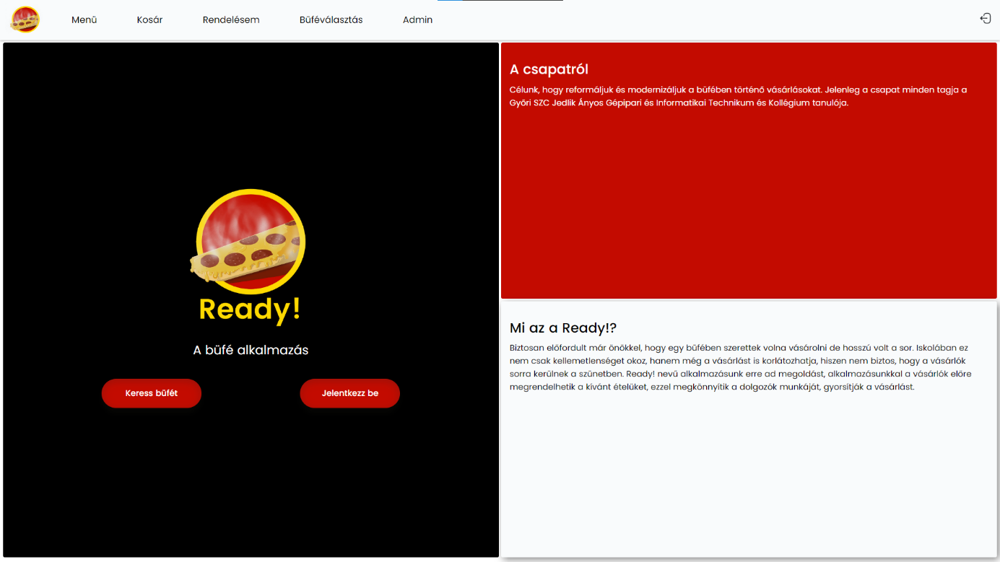 Menü
Kosár
Rendelésem
Büféválasztás
Admin
Ready!
A büfé alkalmazás
Keress büfét
Jelentkezz be
A csapatról
Célunk, hogy reformáljuk és modernizáljuk a büfében történő vásárlásokat. Jelenleg a csapat minden tagja a
Győri SZC Jedlik Ányos Gépipari és Informatikai Technikum és Kollégium tanulója.
Mi az a Ready!?
Biztosan előfordult már önökkel, hogy egy büfében szerettek volna vásárolni de hosszú volt a sor. Iskolában ez
nem csak kellemetlenséget okoz, hanem még a vásárlást is korlátozhatja, hiszen nem biztos, hogy a vásárlók
sorra kerülnek a szünetben. Ready! nevű alkalmazásunk erre ad megoldást, alkalmazásunkkal a vásárlók előre
megrendelhetik a kívánt ételüket, ezzel megkönnyítik a dolgozók munkáját, gyorsítják a vásárlást.